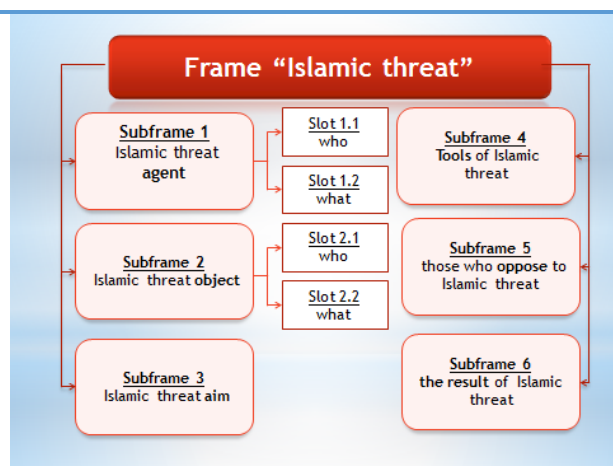 Frame “Islamic threat”
Subframe 1
Islamic threat
agent
Slot 1.1
who
Slot 1.2
what
Subframe 2
Islamic threat object
Slot 2.1
who
Slot 2.2
what
Subframe 3
Islamic threat aim
Subframe 4
Tools of Islamic
threat
Subframe 5
those who oppose to
Islamic threat
Subframe 6
the result of Islamic
threat